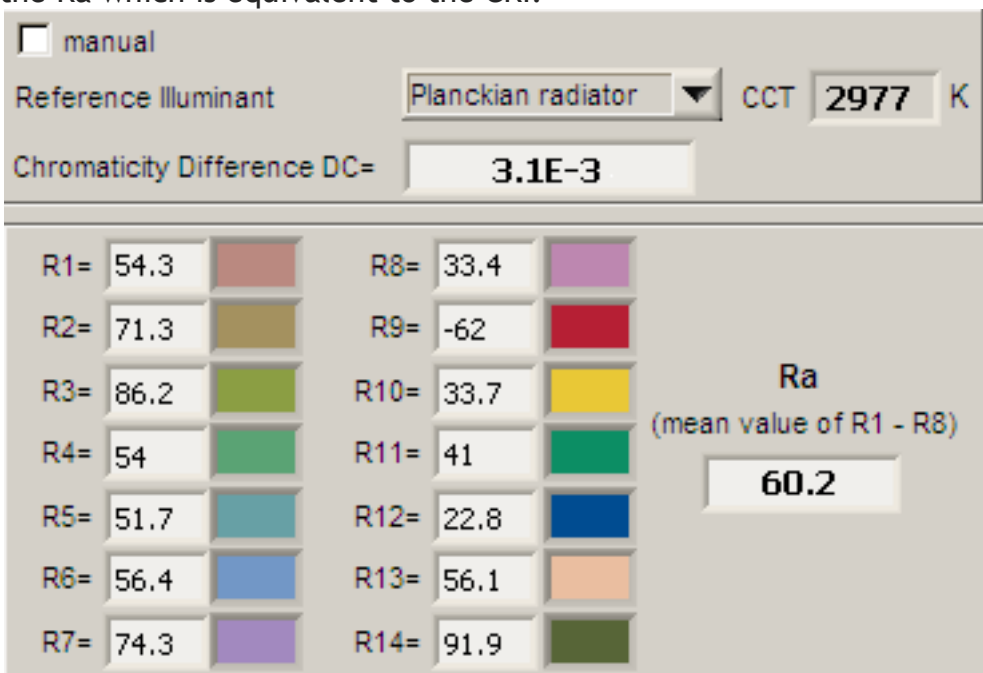 the Ra which is equivalent to the CRI.
manual
Reference Illuminant Planckian radiator CCT 2977 K
Chromaticity Difference DC= 3.1E-3
R1= 54.3 R8= 33.4
R2= 71.3 R9= -62
R3= 86.2 R10= 33.7
R4= 54 R11= 41
R5= 51.7 R12= 22.8
R6= 56.4 R13= 56.1
R7= 74.3 R14= 91.9
Ra
(mean value of R1 - R8)
60.2